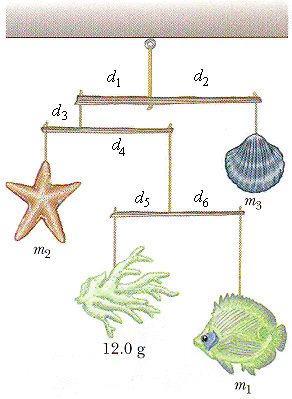 d₁ d₂
d₃
d₄
m₃
d₅ d₆
m₂
12.0 g
m₁